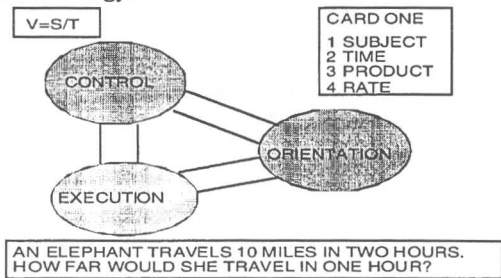 V=S/T
CARD ONE
1 SUBJECT
2 TIME
3 PRODUCT
4 RATE
CONTROL
ORIENTATION
EXECUTION
AN ELEPHANT TRAVELS 10 MILES IN TWO HOURS.
HOW FAR WOULD SHE TRAVEL IN ONE HOUR?